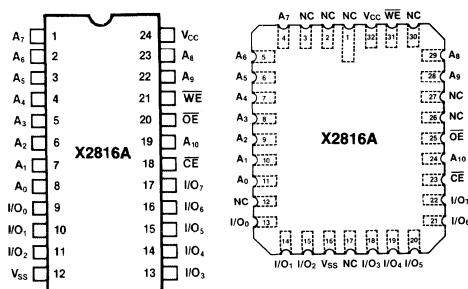 A7 1 24 VCC
A6 2 23 A8
A5 3 22 A9
A4 4 21 WE
A3 5 20 OE
A2 6 19 A10
X2816A
A1 7 18 CE
A0 8 17 I/O7
I/O0 9 16 I/O6
I/O1 10 15 I/O5
I/O2 11 14 I/O4
VSS 12 13 I/O3
A7 NC NC NC VCC WE NC
4 3 2 1 32 31 30
A6 5 29 A8
A5 6 28 A9
A4 7 27 NC
A3 8 26 NC
X2816A
A2 9 25 OE
A1 10 24 A10
A0 11 23 CE
NC 12 22 I/O7
I/O0 13 21 I/O6
14 15 16 17 18 19 20
I/O1 I/O2 VSS NC I/O3 I/O4 I/O5